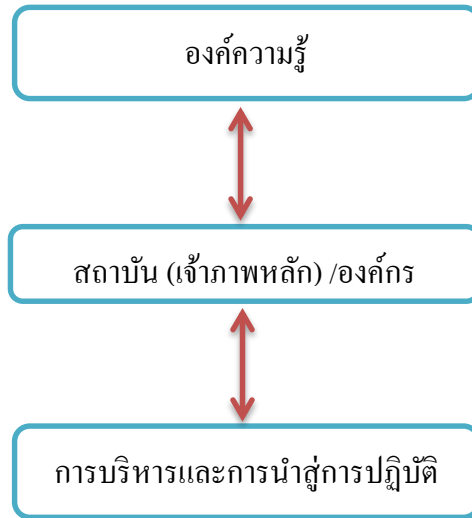 องค์ความรู้
สถาบัน (เจ้าภาพหลัก) /องค์กร
การบริหารและการนำสู่การปฏิบัติ